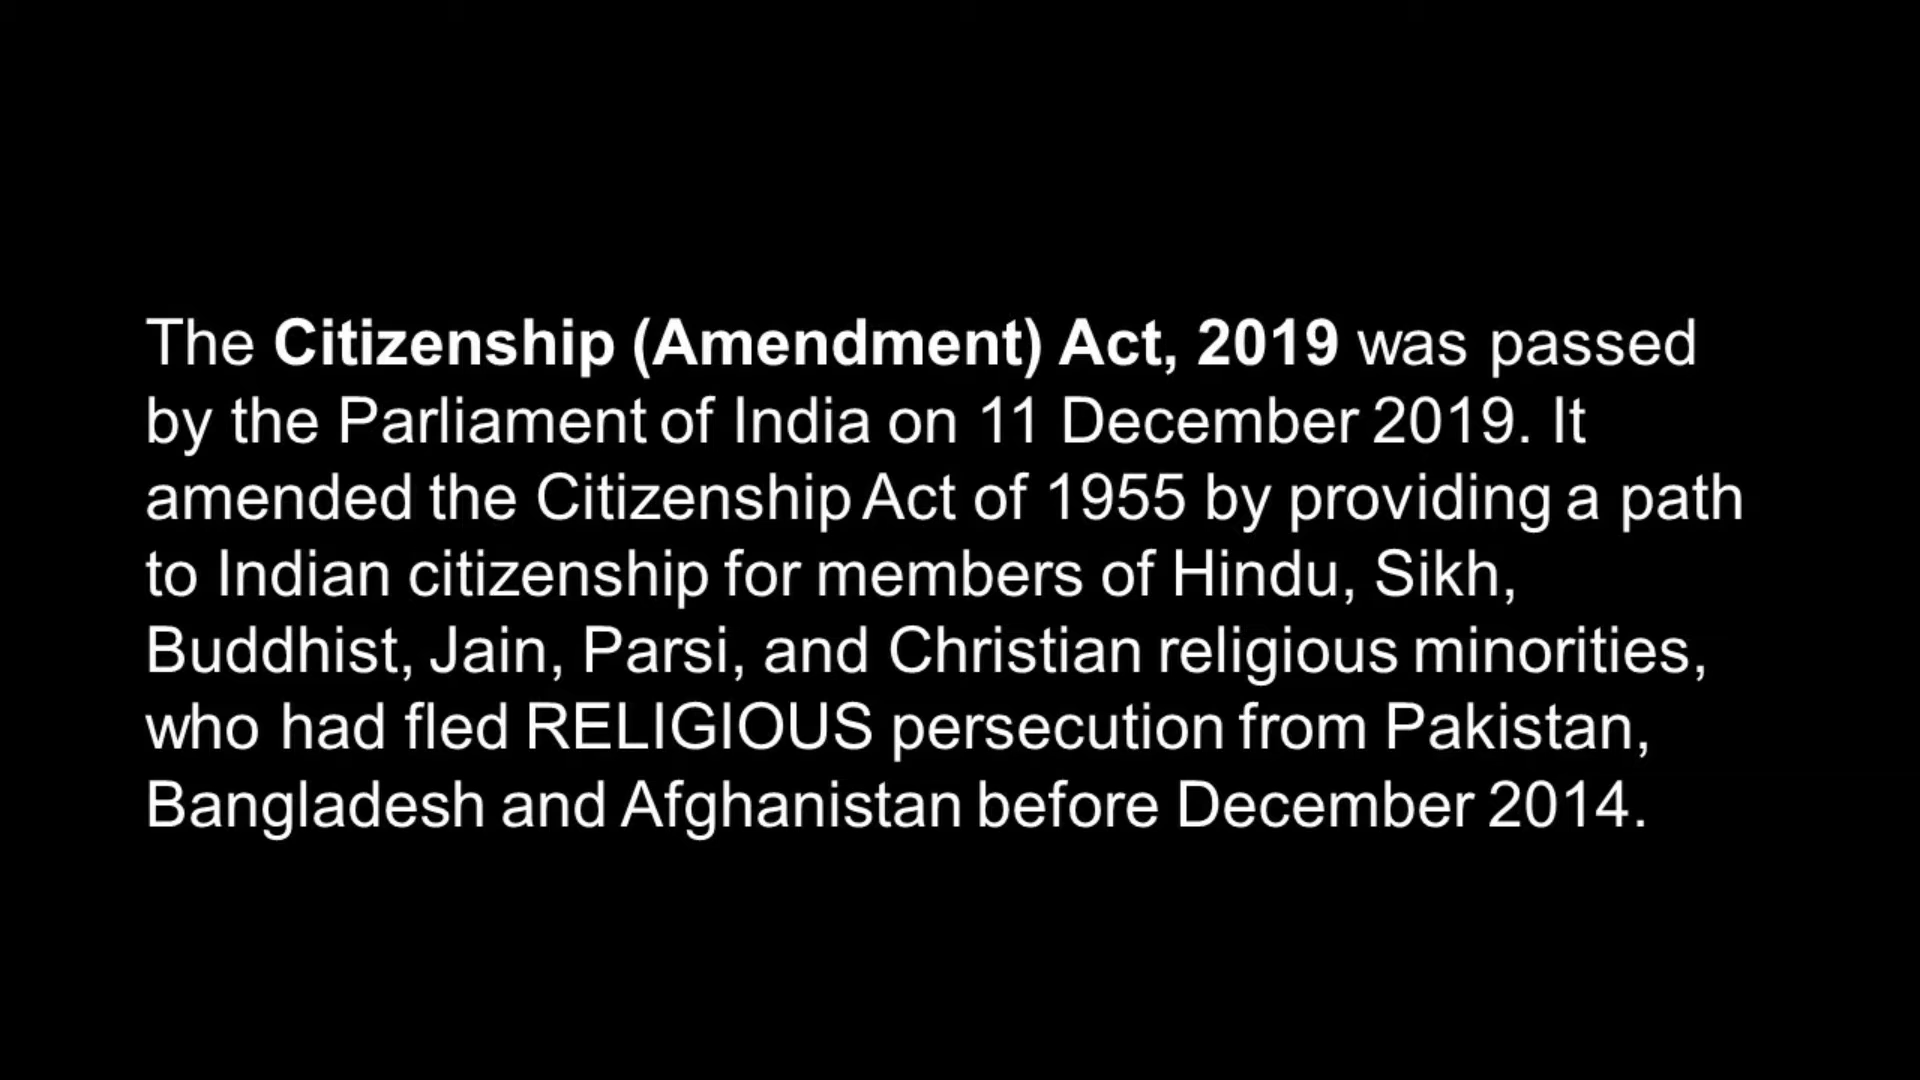 The Citizenship (Amendment) Act, 2019 was passed
by the Parliament of India on 11 December 2019. It
amended the Citizenship Act of 1955 by providing a path
to Indian citizenship for members of Hindu, Sikh,
Buddhist, Jain, Parsi, and Christian religious minorities,
who had fled RELIGIOUS persecution from Pakistan,
Bangladesh and Afghanistan before December 2014.